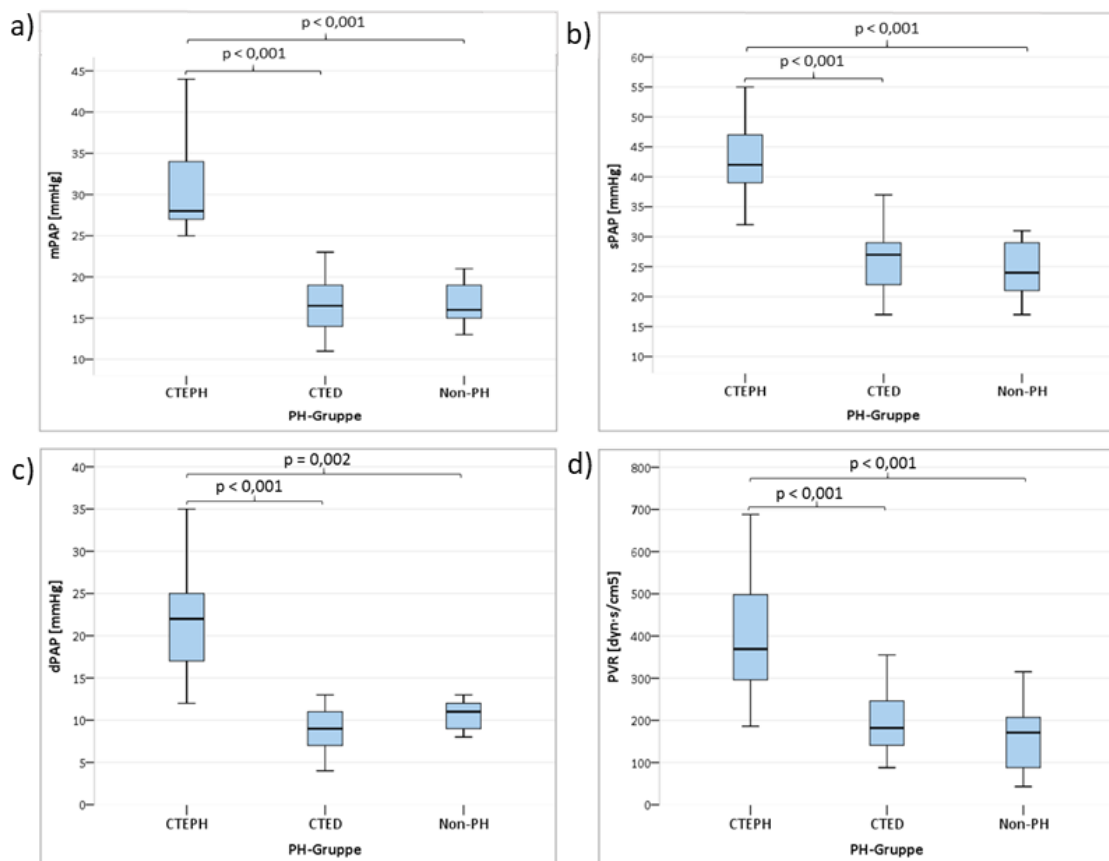 a)
p < 0,001
p < 0,001
45
40
35
30
25
20
15
10
mPAP [mmHg]
CTEPH CTED Non-PH
PH-Gruppe
b)
p < 0,001
p < 0,001
60
55
50
45
40
35
30
25
20
15
10
sPAP [mmHg]
CTEPH CTED Non-PH
PH-Gruppe
c)
p = 0,002
p < 0,001
40
35
30
25
20
15
10
5
0
dPAP [mmHg]
CTEPH CTED Non-PH
PH-Gruppe
d)
p < 0,001
p < 0,001
800
700
600
500
400
300
200
100
0
PVR [dyn·s/cm5]
CTEPH CTED Non-PH
PH-Gruppe